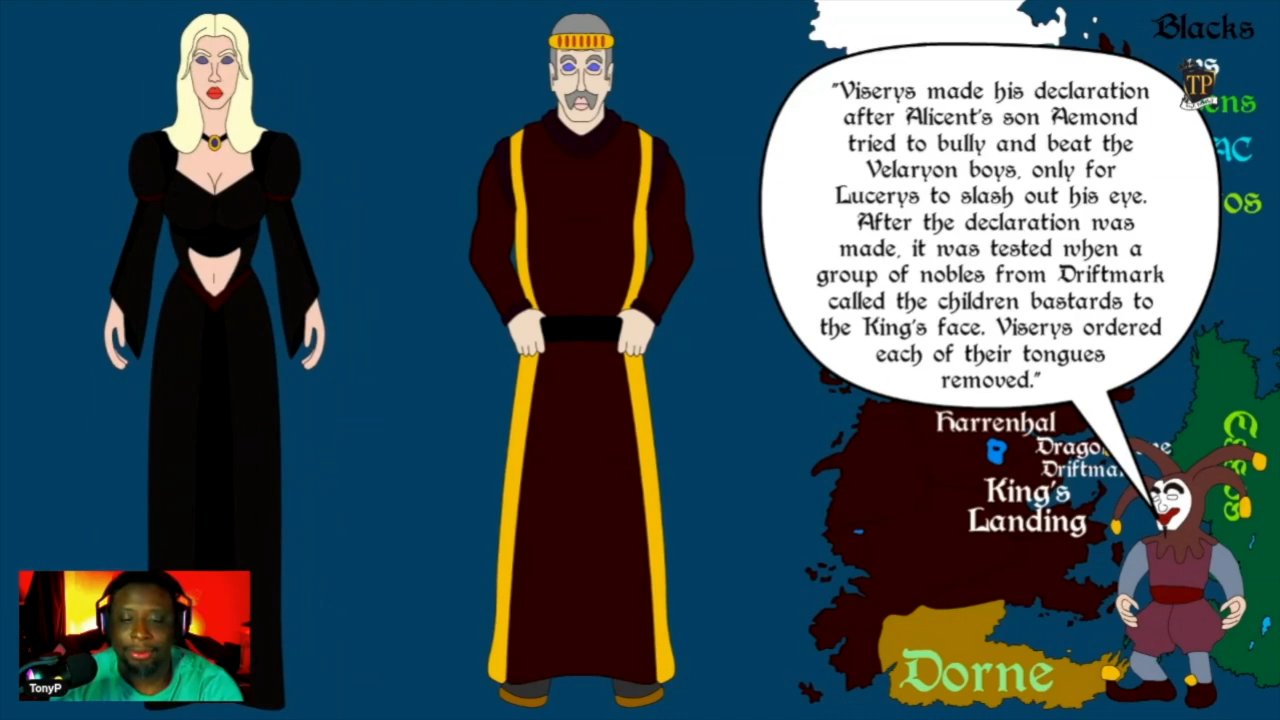 Blacks
"Viserys made his declaration
after Alicent's son Aemond
tried to bully and beat the
Velaryon boys, only for
Lucerys to slash out his eye.
After the declaration was
made, it was tested when a
group of nobles from Driftmark
called the children bastards to
the King's face. Viserys ordered
each of their tongues
removed."
TP
Harrenhal
King's
Landing
Dorne
TonyP